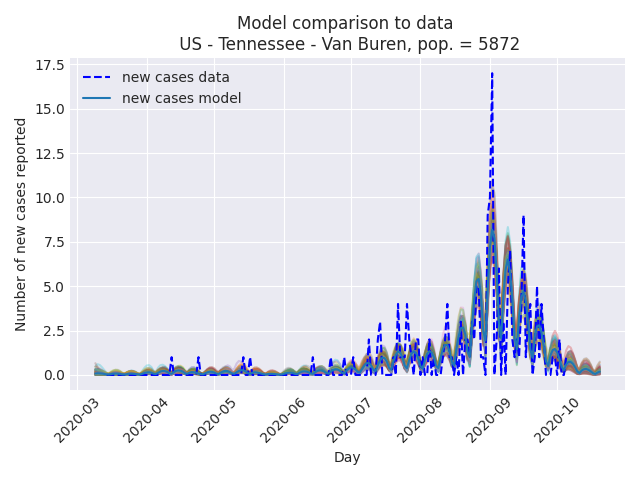 Model comparison to data
US - Tennessee - Van Buren, pop. = 5872
new cases data
new cases model
Number of new cases reported
17.5
15.0
12.5
10.0
7.5
5.0
2.5
0.0
2020-03
2020-04
2020-05
2020-06
2020-07
2020-08
2020-09
2020-10
Day